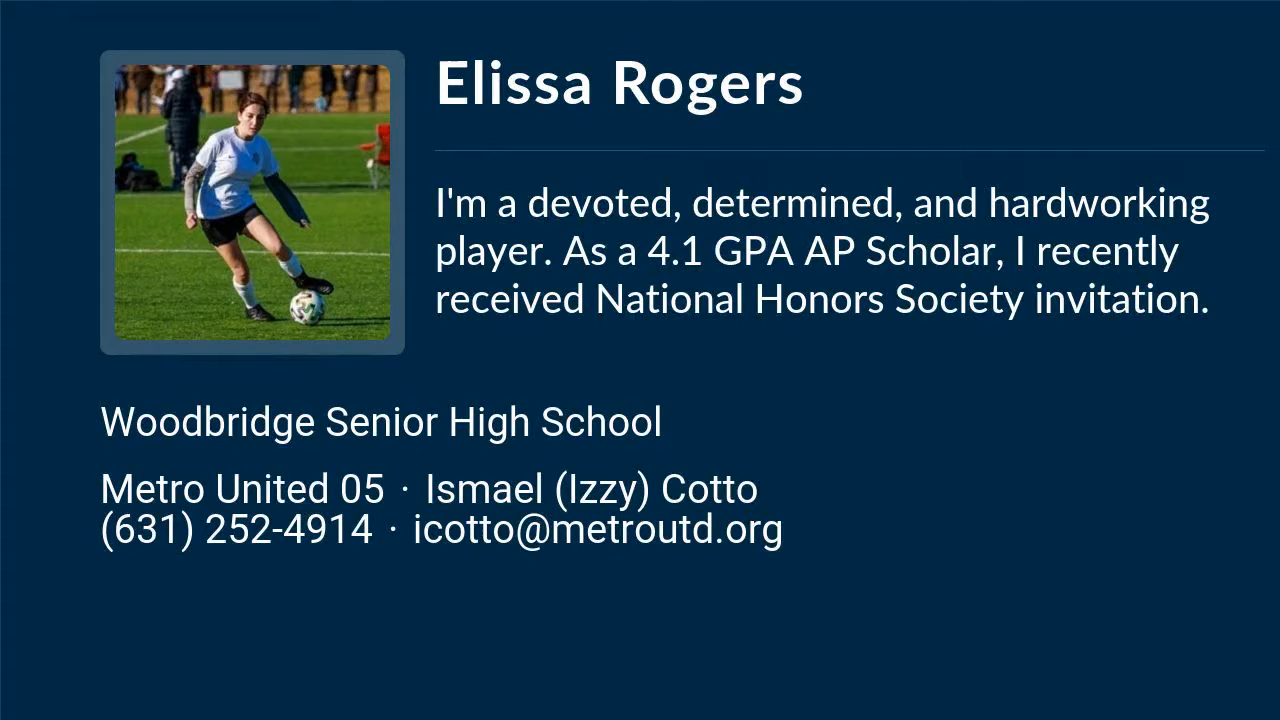 Elissa Rogers
I'm a devoted, determined, and hardworking
player. As a 4.1 GPA AP Scholar, I recently
received National Honors Society invitation.
Woodbridge Senior High School
Metro United 05 · Ismael (Izzy) Cotto
(631) 252-4914 · icotto@metroutd.org